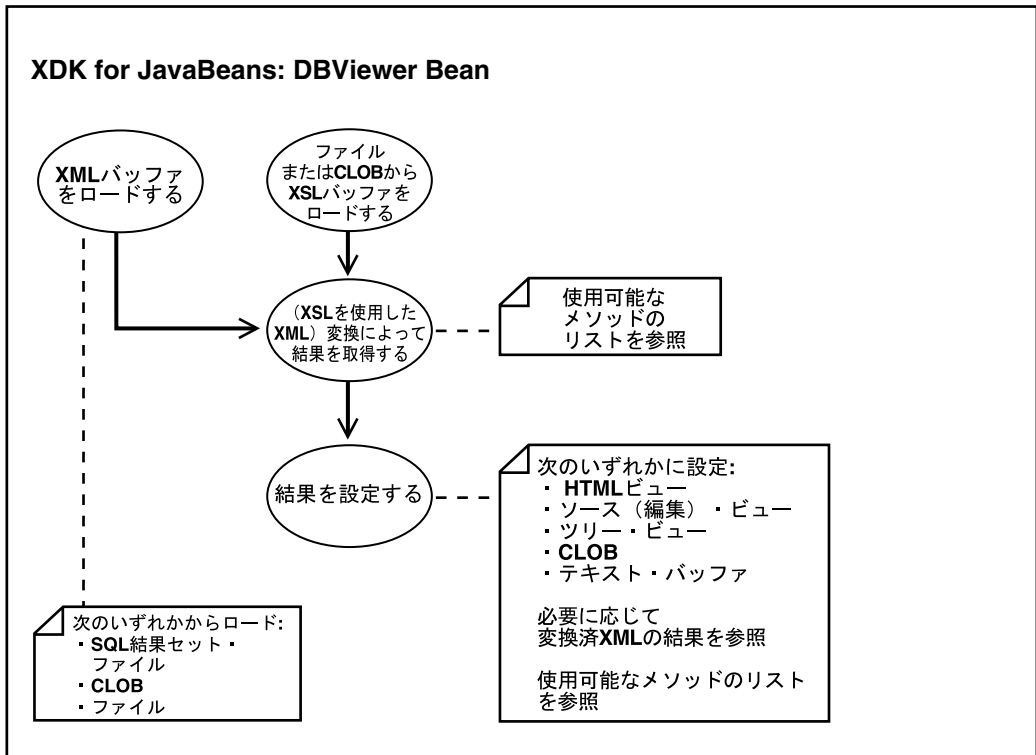 XDK for JavaBeans: DBViewer Bean
XMLバッファ
をロードする
ファイル
またはCLOBから
XSLバッファを
ロードする
（XSLを使用した
XML）変換によって
結果を取得する
使用可能な
メソッドの
リストを参照
結果を設定する
次のいずれかに設定:
・ HTMLビュー
・ソース（編集）・ビュー
・ツリー・ビュー
・CLOB
・テキスト・バッファ
必要に応じて
変換済XMLの結果を参照
使用可能なメソッドのリスト
を参照
次のいずれかからロード:
・SQL結果セット・
ファイル
・CLOB
・ファイル